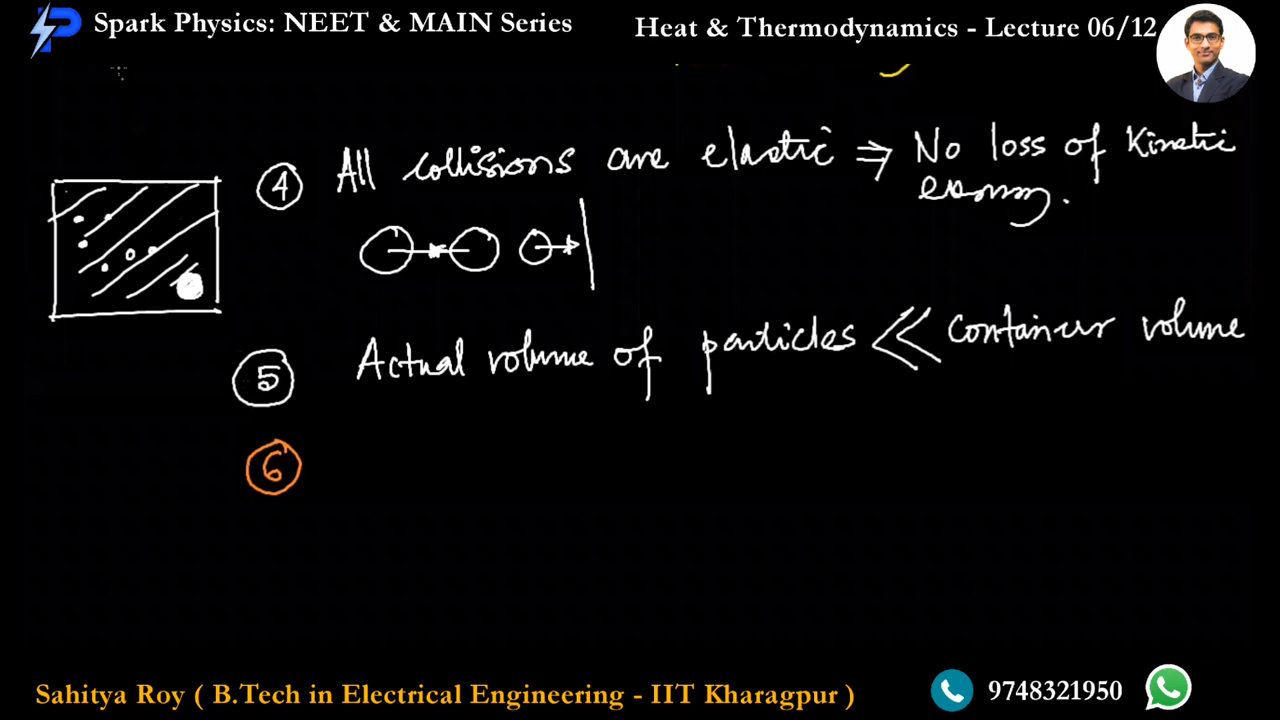 Spark Physics: NEET & MAIN Series
Heat & Thermodynamics - Lecture 06/12
④ All collisions are elastic ⇒ No loss of Kinetic
energy.
⑤ Actual volume of particles << container volume
⑥
Sahitya Roy ( B.Tech in Electrical Engineering - IIT Kharagpur )
9748321950